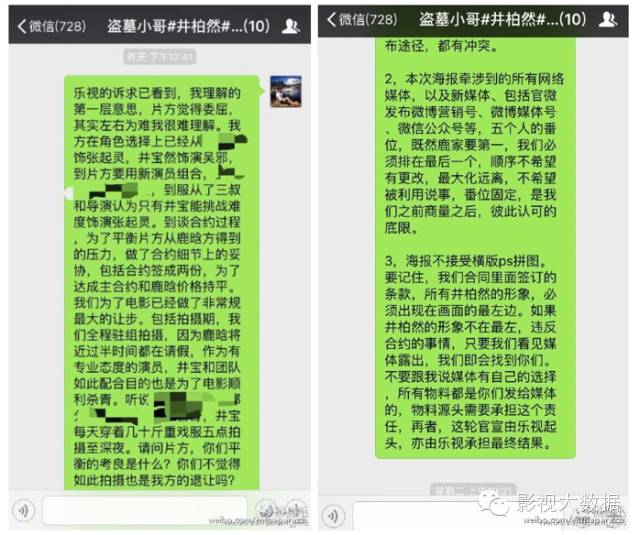 微信(728)
盗墓小哥#井柏然#...(10)
昨天 下午12:41
乐视的诉求已看到，我理解的
第一层意思，片方觉得委屈，
其实左右为难我很难理解。我
方在角色选择上已经从
饰张起灵，井宝然饰演吴邪，
到片方要用新演员组合，
，到服从了三叔
和导演认为只有井宝能挑战难
度饰演张起灵。到谈合约过程
，为了平衡片方从鹿晗方得到
的压力，做了合约细节上的妥
协，包括合约签成两份，为了
达成主合约和鹿晗价格持平。
我们为了电影已经做了非常规
最大的让步。包括拍摄期，我
们全程驻组拍摄，因为鹿晗将
近过半时间都在请假，作为有
专业态度的演员，井宝和团队
如此配合目的也是为了电影顺
利杀青。听说
，井宝
每天穿着几十斤重戏服五点拍
摄至深夜。请问片方，你们平
衡的考良是什么？你们不觉得
如此拍摄也是我方的退让吗？
微信(728)
盗墓小哥#井柏然#...(10)
布途径，都有冲突。
2，本次海报牵涉到的所有网络
媒体，以及新媒体、包括官微
发布微博营销号、微博媒体号
、微信公众号等，五个人的番
位，既然鹿家要第一，我们必
须排在最后一个，顺序不希望
有更改，最大化远离，不希望
被利用说事，番位固定，是我
们之前商量之后，彼此认可的
底限。
3，海报不接受横版ps拼图。
要记住，我们合同里面签订的
条款，所有井柏然的形象，必
须出现在画面的最左边。如果
井柏然的形象不在最左，违反
合约的事情，只要我们看见媒
体露出，我们即会找到你们。
不要跟我说媒体有自己的选择
，所有物料都是你们发给媒体
的，物料源头需要承担这个责
任，再者，这轮官宣由乐视起
头，亦由乐视承担最终结果。
影视大数据